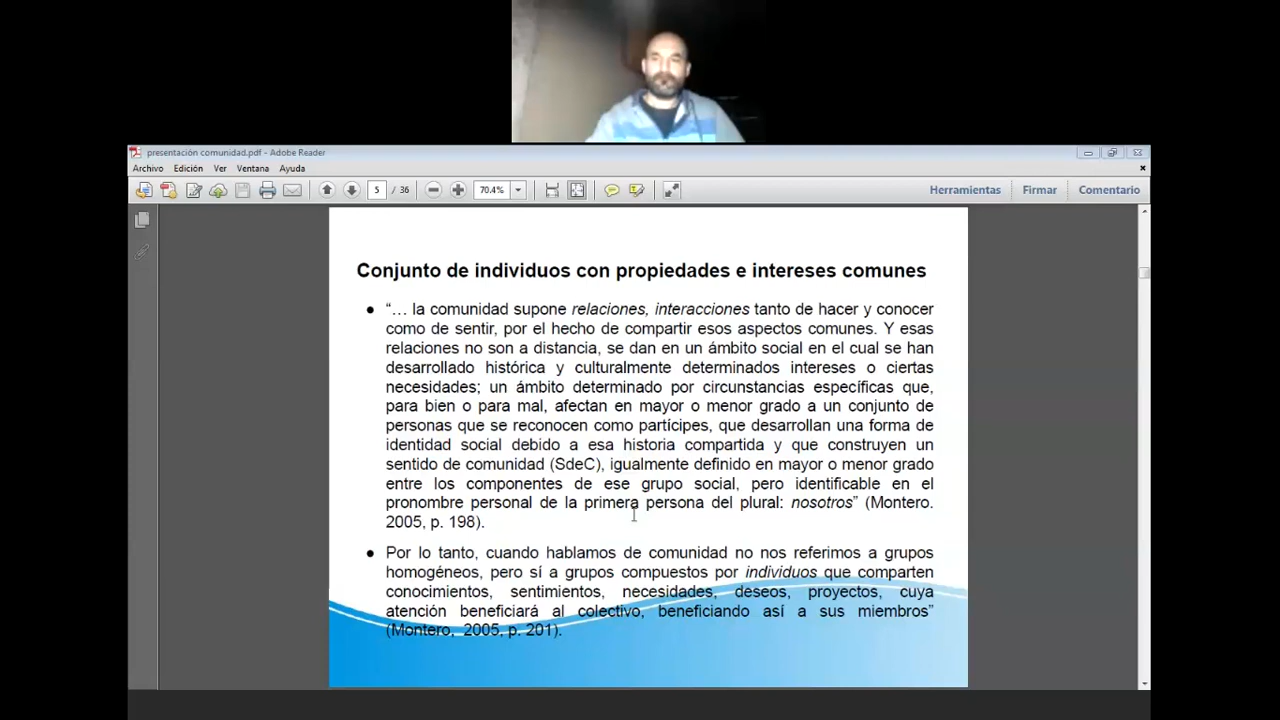 presentación comunidad.pdf - Adobe Reader
Archivo Edición Ver Ventana Ayuda
5 / 36 70.4% Herramientas Firmar Comentario
Conjunto de individuos con propiedades e intereses comunes
● “… la comunidad supone relaciones, interacciones tanto de hacer y conocer
como de sentir, por el hecho de compartir esos aspectos comunes. Y esas
relaciones no son a distancia, se dan en un ámbito social en el cual se han
desarrollado histórica y culturalmente determinados intereses o ciertas
necesidades; un ámbito determinado por circunstancias específicas que,
para bien o para mal, afectan en mayor o menor grado a un conjunto de
personas que se reconocen como partícipes, que desarrollan una forma de
identidad social debido a esa historia compartida y que construyen un
sentido de comunidad (SdeC), igualmente definido en mayor o menor grado
entre los componentes de ese grupo social, pero identificable en el
pronombre personal de la primera persona del plural: nosotros” (Montero.
2005, p. 198).
● Por lo tanto, cuando hablamos de comunidad no nos referimos a grupos
homogéneos, pero sí a grupos compuestos por individuos que comparten
conocimientos, sentimientos, necesidades, deseos, proyectos, cuya
atención beneficiará al colectivo, beneficiando así a sus miembros”
(Montero, 2005, p. 201).